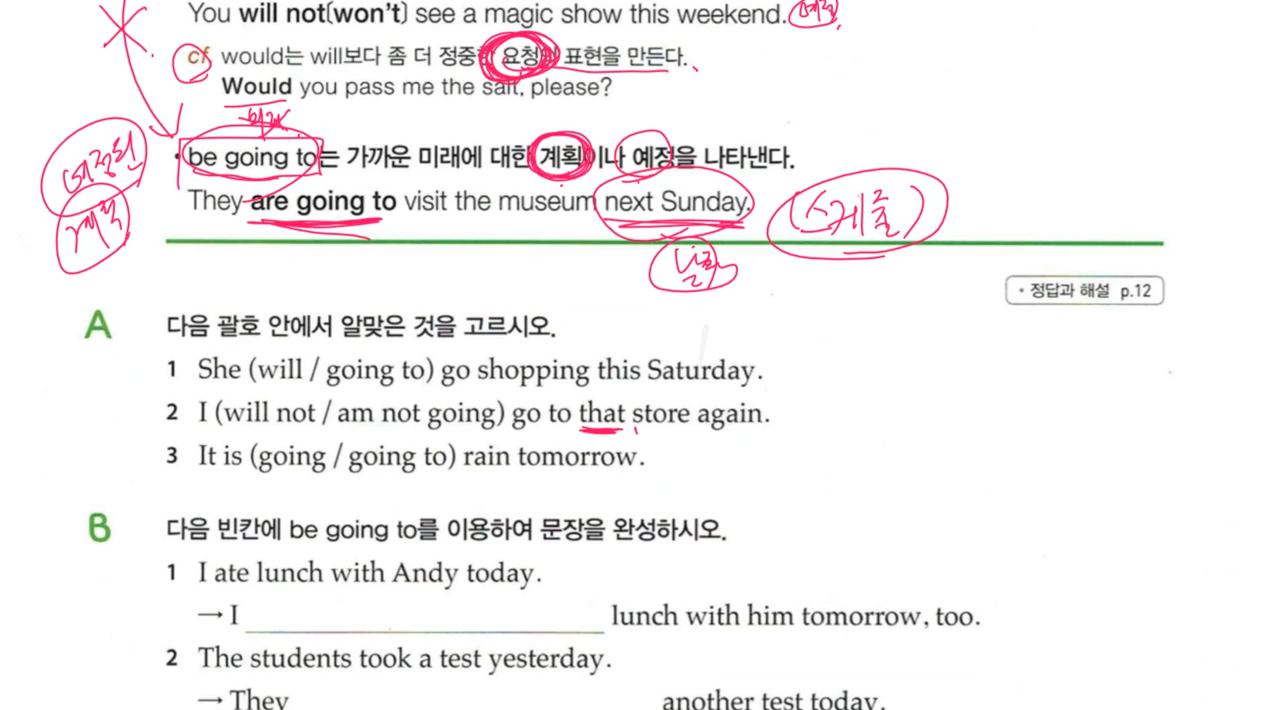 You will not(won't) see a magic show this weekend.
cf. would는 will보다 좀 더 정중한 요청의 표현을 만든다.
Would you pass me the salt, please?
예정된
계획
• be going to는 가까운 미래에 대한 계획이나 예정을 나타낸다.
They are going to visit the museum next Sunday.
(스케줄)
• 정답과 해설 p.12
A 다음 괄호 안에서 알맞은 것을 고르시오.
1 She (will / going to) go shopping this Saturday.
2 I (will not / am not going) go to that store again.
3 It is (going / going to) rain tomorrow.
B 다음 빈칸에 be going to를 이용하여 문장을 완성하시오.
1 I ate lunch with Andy today.
→ I lunch with him tomorrow, too.
2 The students took a test yesterday.
→ They another test today.